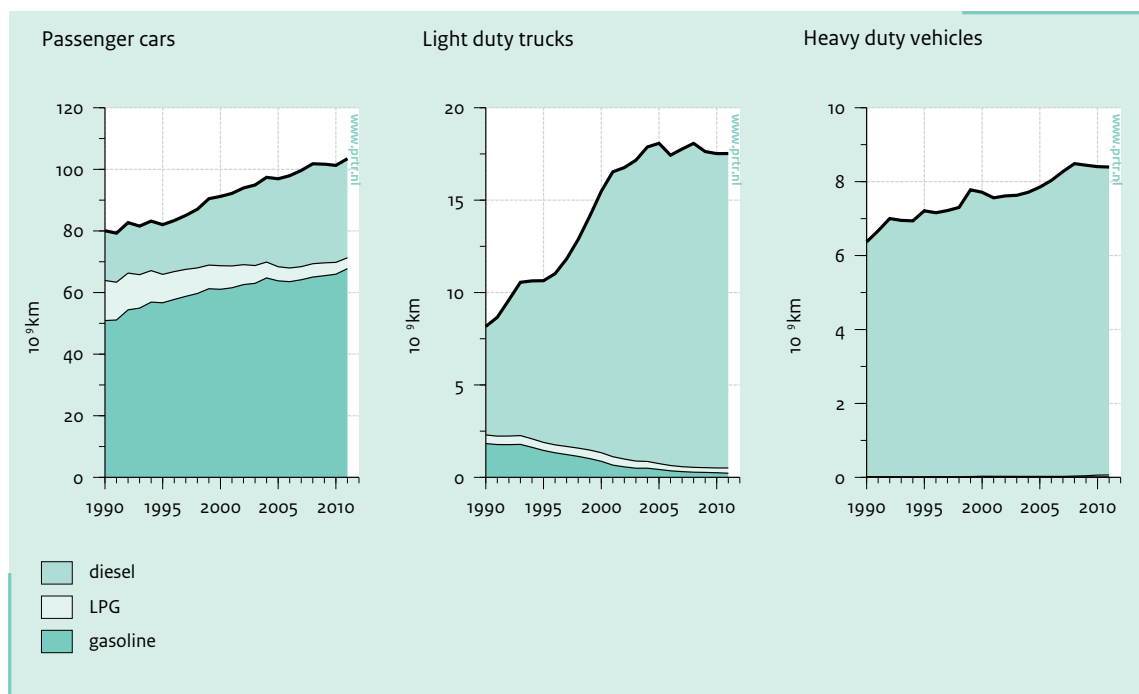 Passenger cars
Light duty trucks
Heavy duty vehicles
120
100
80
60
40
20
0
10⁹km
1990 1995 2000 2005 2010
www.prtr.nl
20
15
10
5
0
10 ⁹km
1990 1995 2000 2005 2010
www.prtr.nl
10
8
6
4
2
0
10 ⁹km
1990 1995 2000 2005 2010
www.prtr.nl
diesel
LPG
gasoline